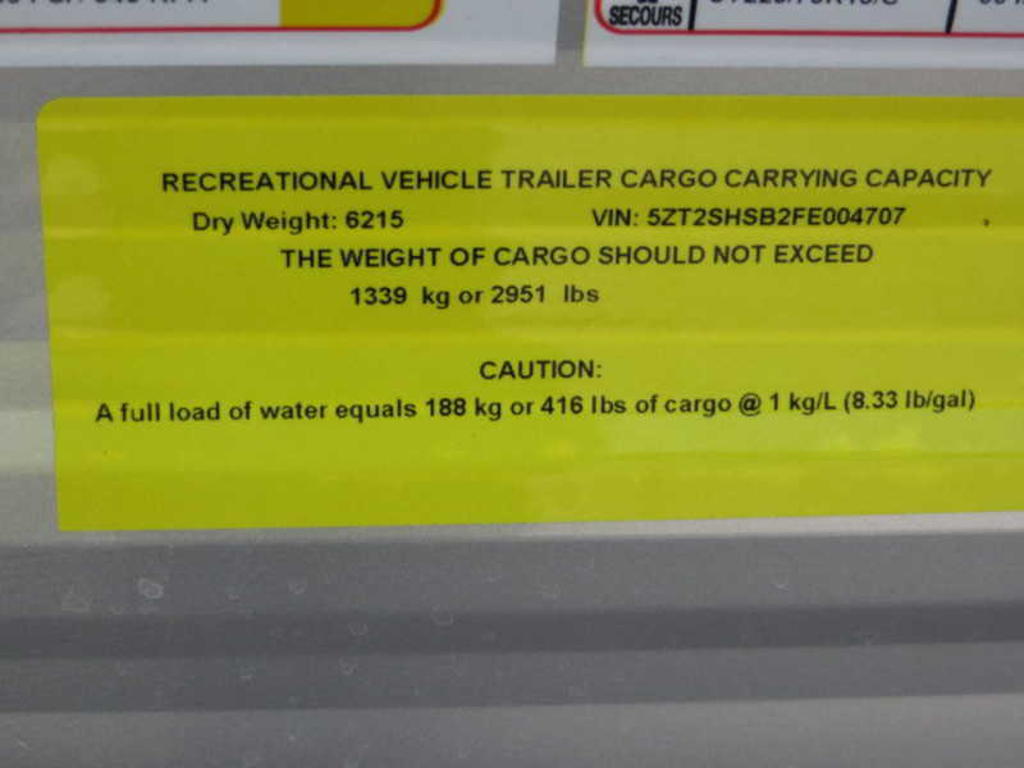 SECOURS
RECREATIONAL VEHICLE TRAILER CARGO CARRYING CAPACITY
Dry Weight: 6215 VIN: 5ZT2SHSB2FE004707
THE WEIGHT OF CARGO SHOULD NOT EXCEED
1339 kg or 2951 lbs
CAUTION:
A full load of water equals 188 kg or 416 lbs of cargo @ 1 kg/L (8.33 lb/gal)